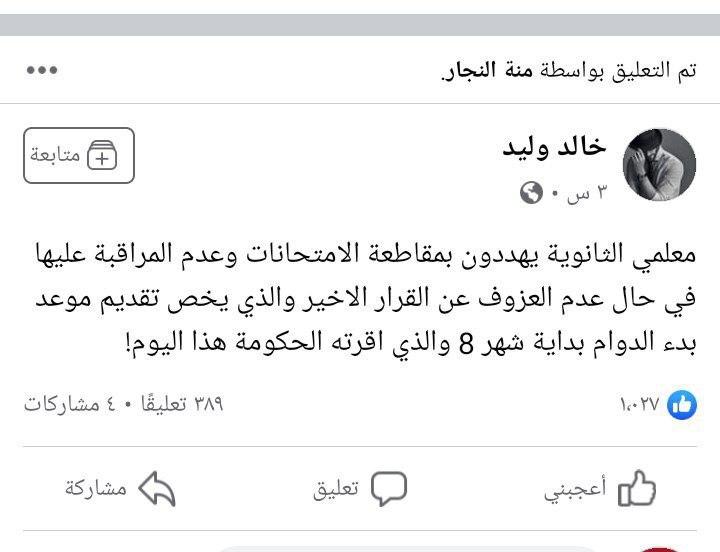 تم التعليق بواسطة منة النجار.
خالد وليد
متابعة
٣ س •
معلمي الثانوية يهددون بمقاطعة الامتحانات وعدم المراقبة عليها
في حال عدم العزوف عن القرار الاخير والذي يخص تقديم موعد
بدء الدوام بداية شهر 8 والذي اقرته الحكومة هذا اليوم!
١٬٠٢٧
٣٨٩ تعليقًا • ٤ مشاركات
أعجبني
تعليق
مشاركة